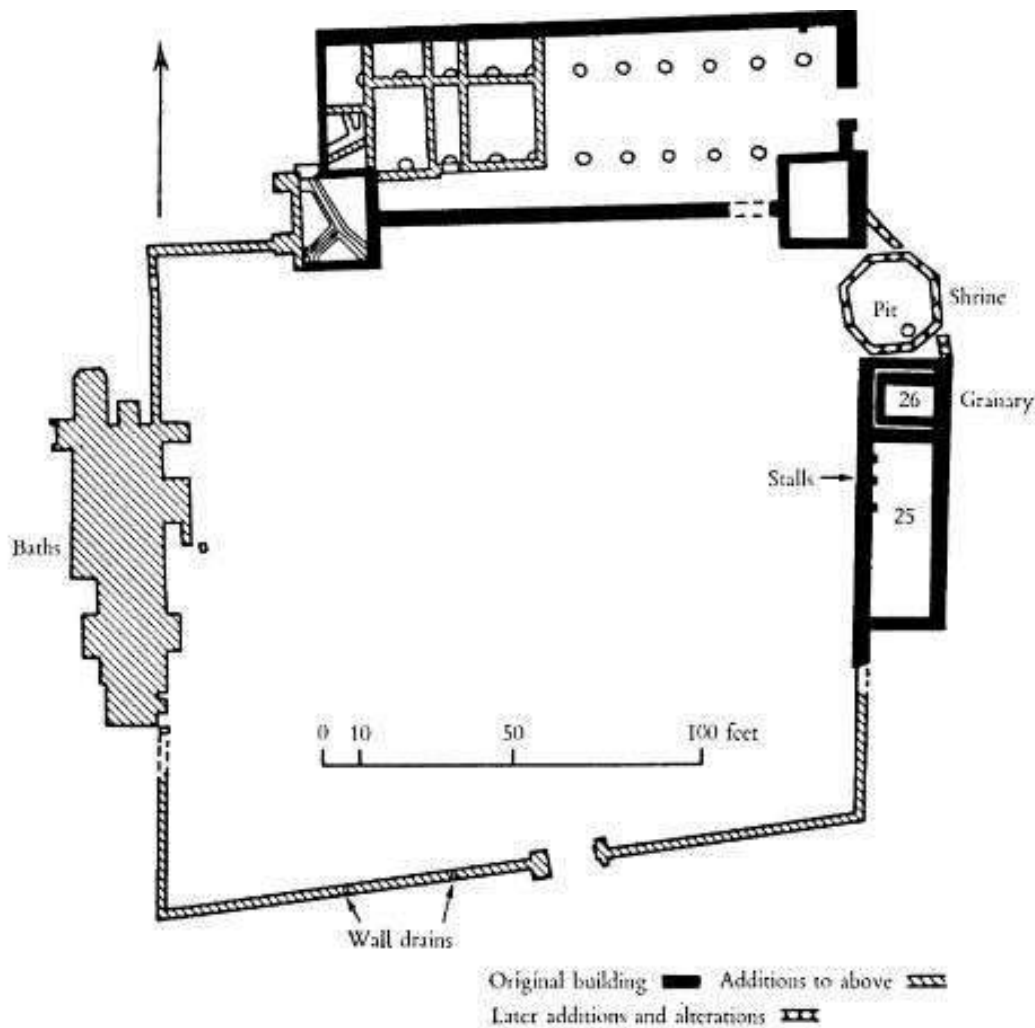 Pit
Shrine
26
Granary
Stalls
25
Baths
0 10 50 100 feet
Wall drains
Original building Additions to above
Later additions and alterations